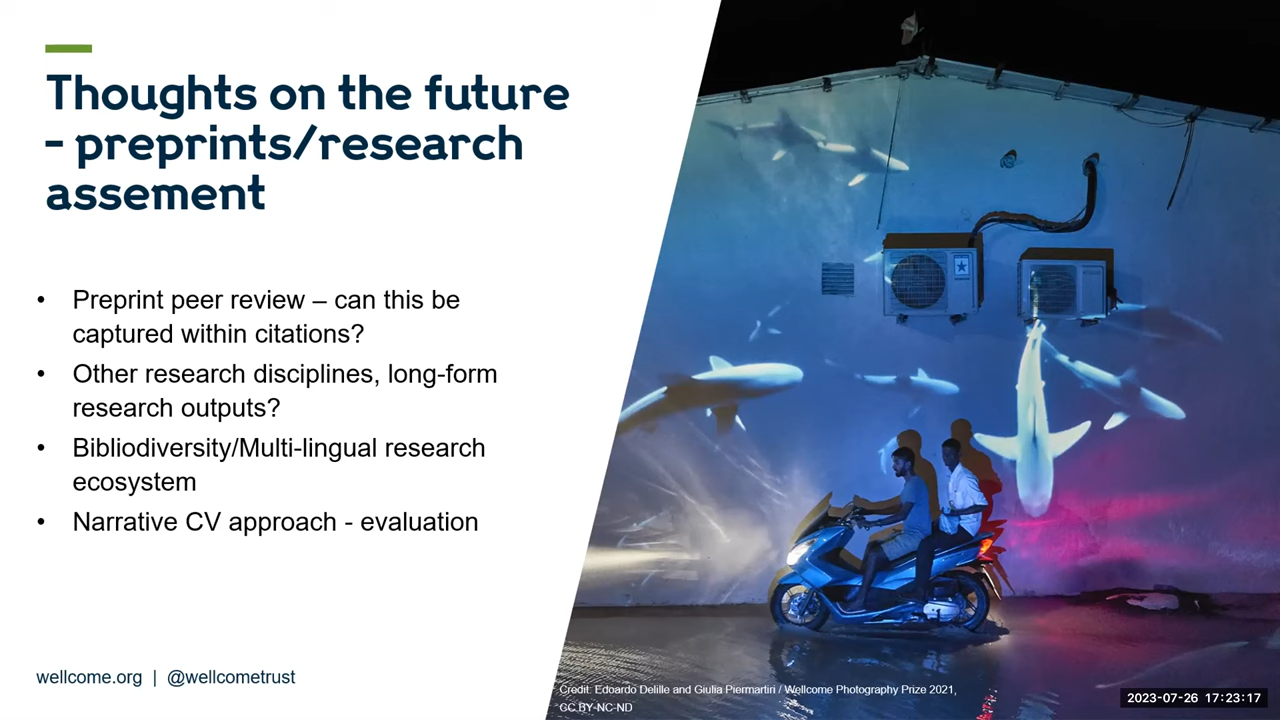 Thoughts on the future
- preprints/research
assement
• Preprint peer review – can this be
captured within citations?
• Other research disciplines, long-form
research outputs?
• Bibliodiversity/Multi-lingual research
ecosystem
• Narrative CV approach - evaluation
wellcome.org | @wellcometrust
Credit: Edoardo Delille and Giulia Piermartiri / Wellcome Photography Prize 2021,
CC BY-NC-ND
2023-07-26 17:23:17